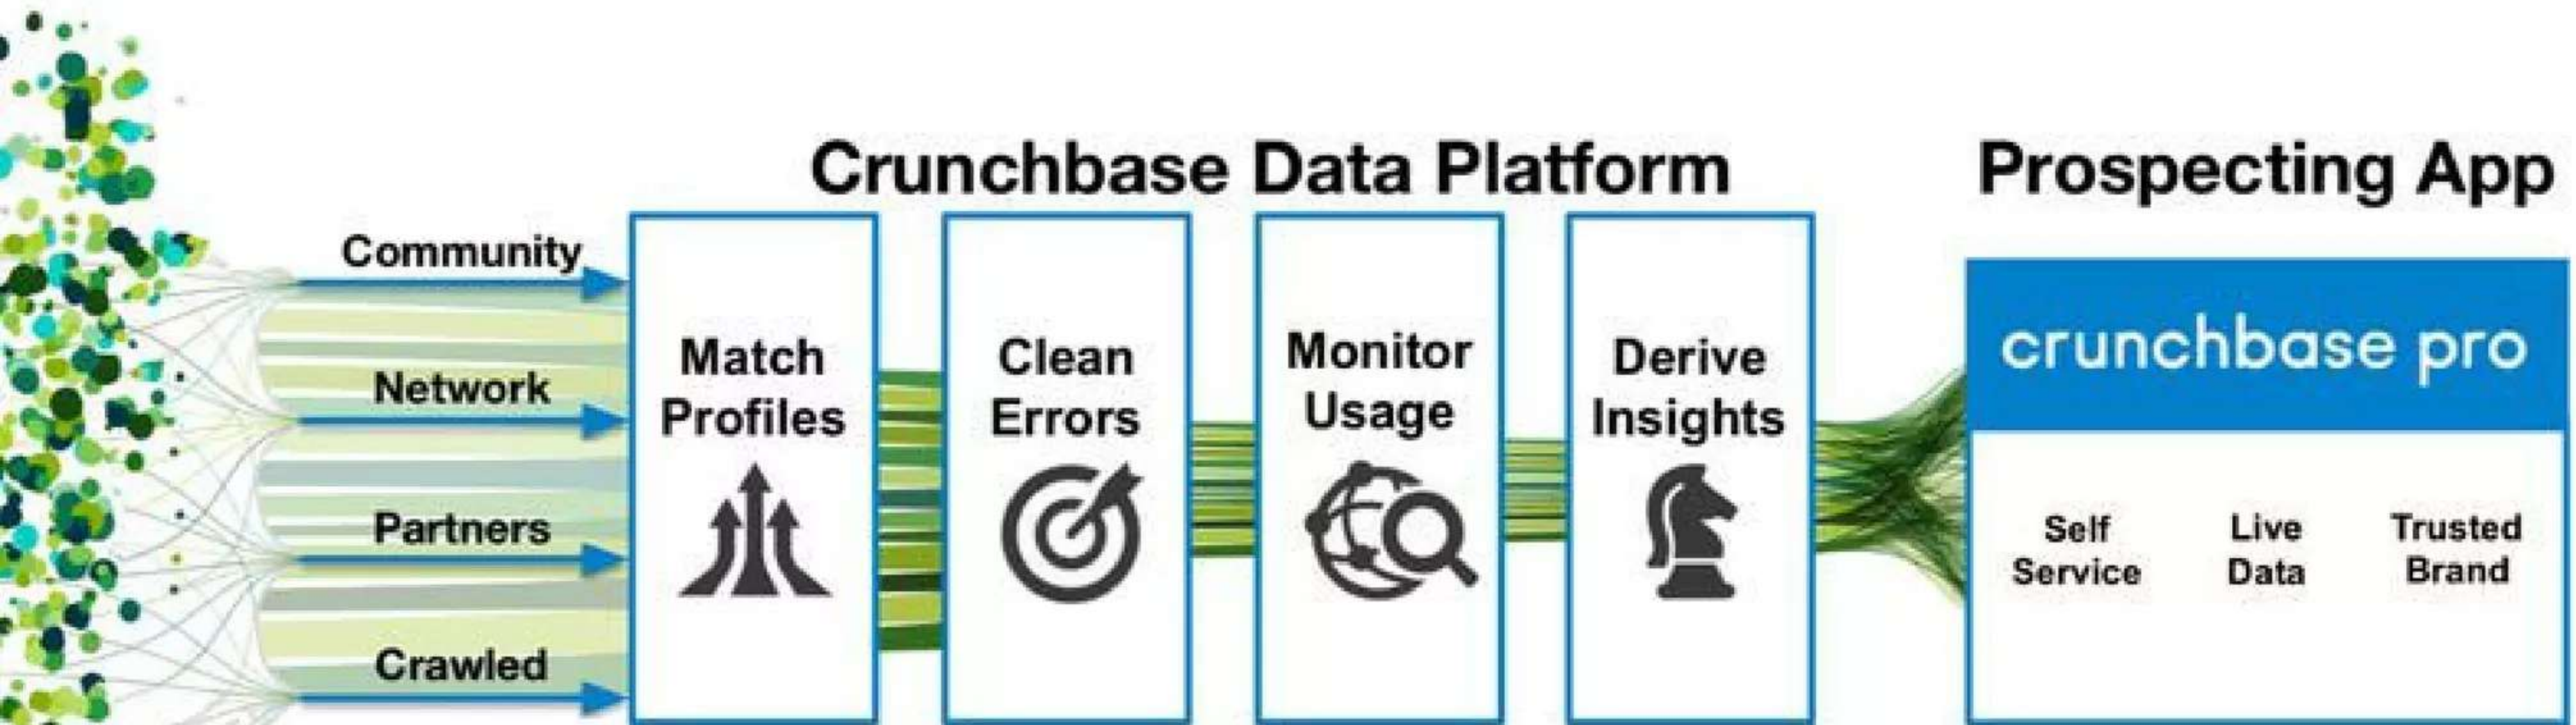 Crunchbase Data Platform
Prospecting App
Community
Network
Partners
Crawled
Match
Profiles
Clean
Errors
Monitor
Usage
Derive
Insights
crunchbase pro
Self
Service
Live
Data
Trusted
Brand